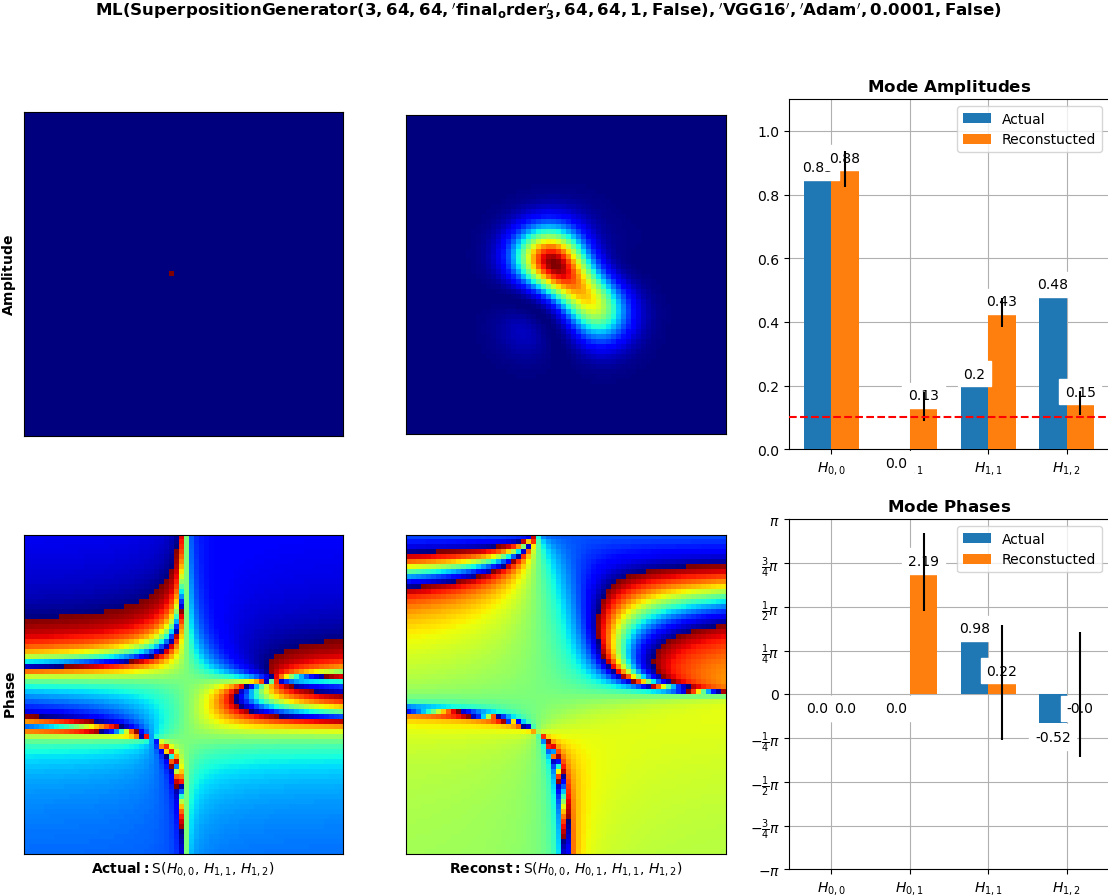 ML(SuperpositionGenerator(3, 64, 64, 'final_order'_3, 64, 64, 1, False), 'VGG16', 'Adam', 0.0001, False)
Amplitude
Mode Amplitudes
Actual
Reconstucted
1.0
0.8
0.6
0.4
0.2
0.0
0.8
0.88
0.0
0.13
0.2
0.43
0.48
0.15
H0,0
1
H1,1
H1,2
Phase
Actual: S(H0,0, H1,1, H1,2)
Reconst: S(H0,0, H0,1, H1,1, H1,2)
Mode Phases
Actual
Reconstucted
π
3/4π
1/2π
1/4π
0
−1/4π
−1/2π
−3/4π
−π
0.0
0.0
0.0
2.19
0.98
0.22
-0.52
-0.0
H0,0
H0,1
H1,1
H1,2